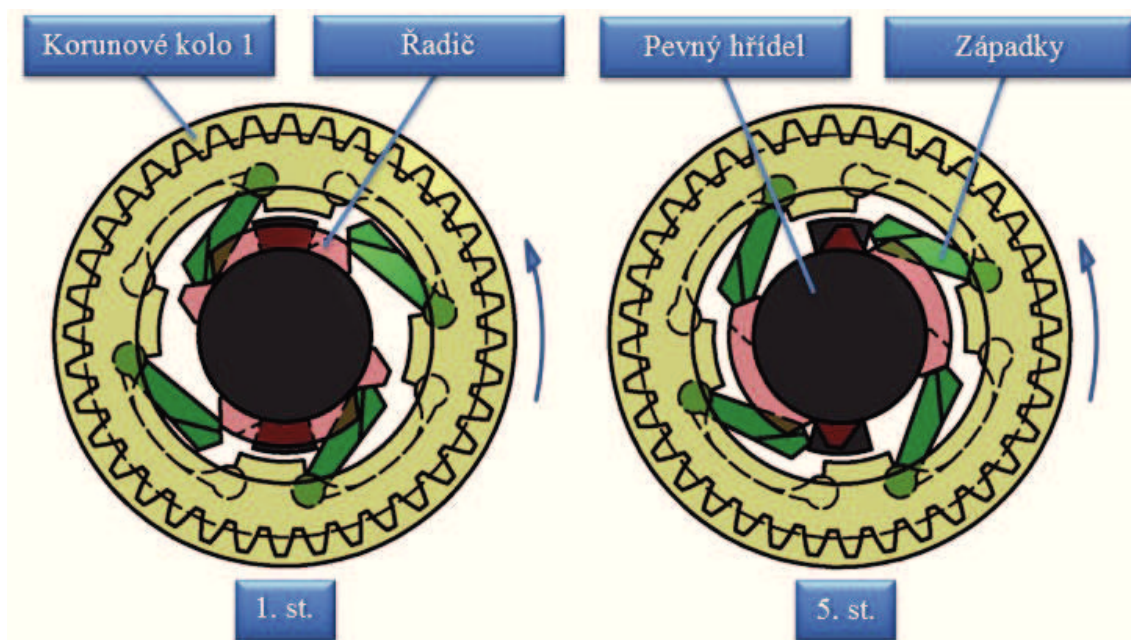 Korunové kolo 1
Řadič
Pevný hřídel
Západky
1. st.
5. st.